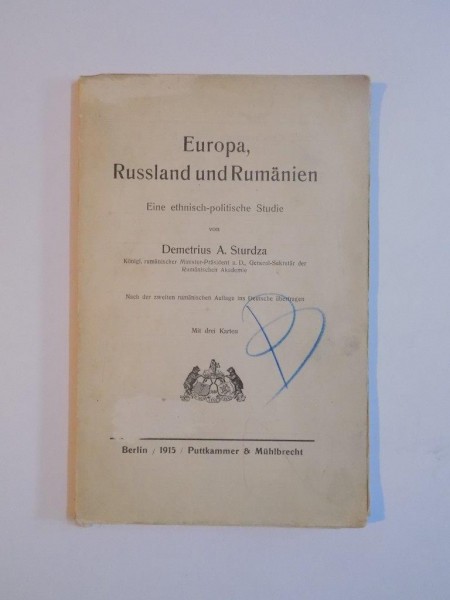 Europa,
Russland und Rumänien
Eine ethnisch-politische Studie
von
Demetrius A. Sturdza
Königl. rumänischer Minister-Präsident a. D., General-Sekretär der
Rumänischen Akademie
Nach der zweiten rumänischen Auflage ins Deutsche übertragen
Mit drei Karten
Berlin / 1915 / Puttkammer & Mühlbrecht